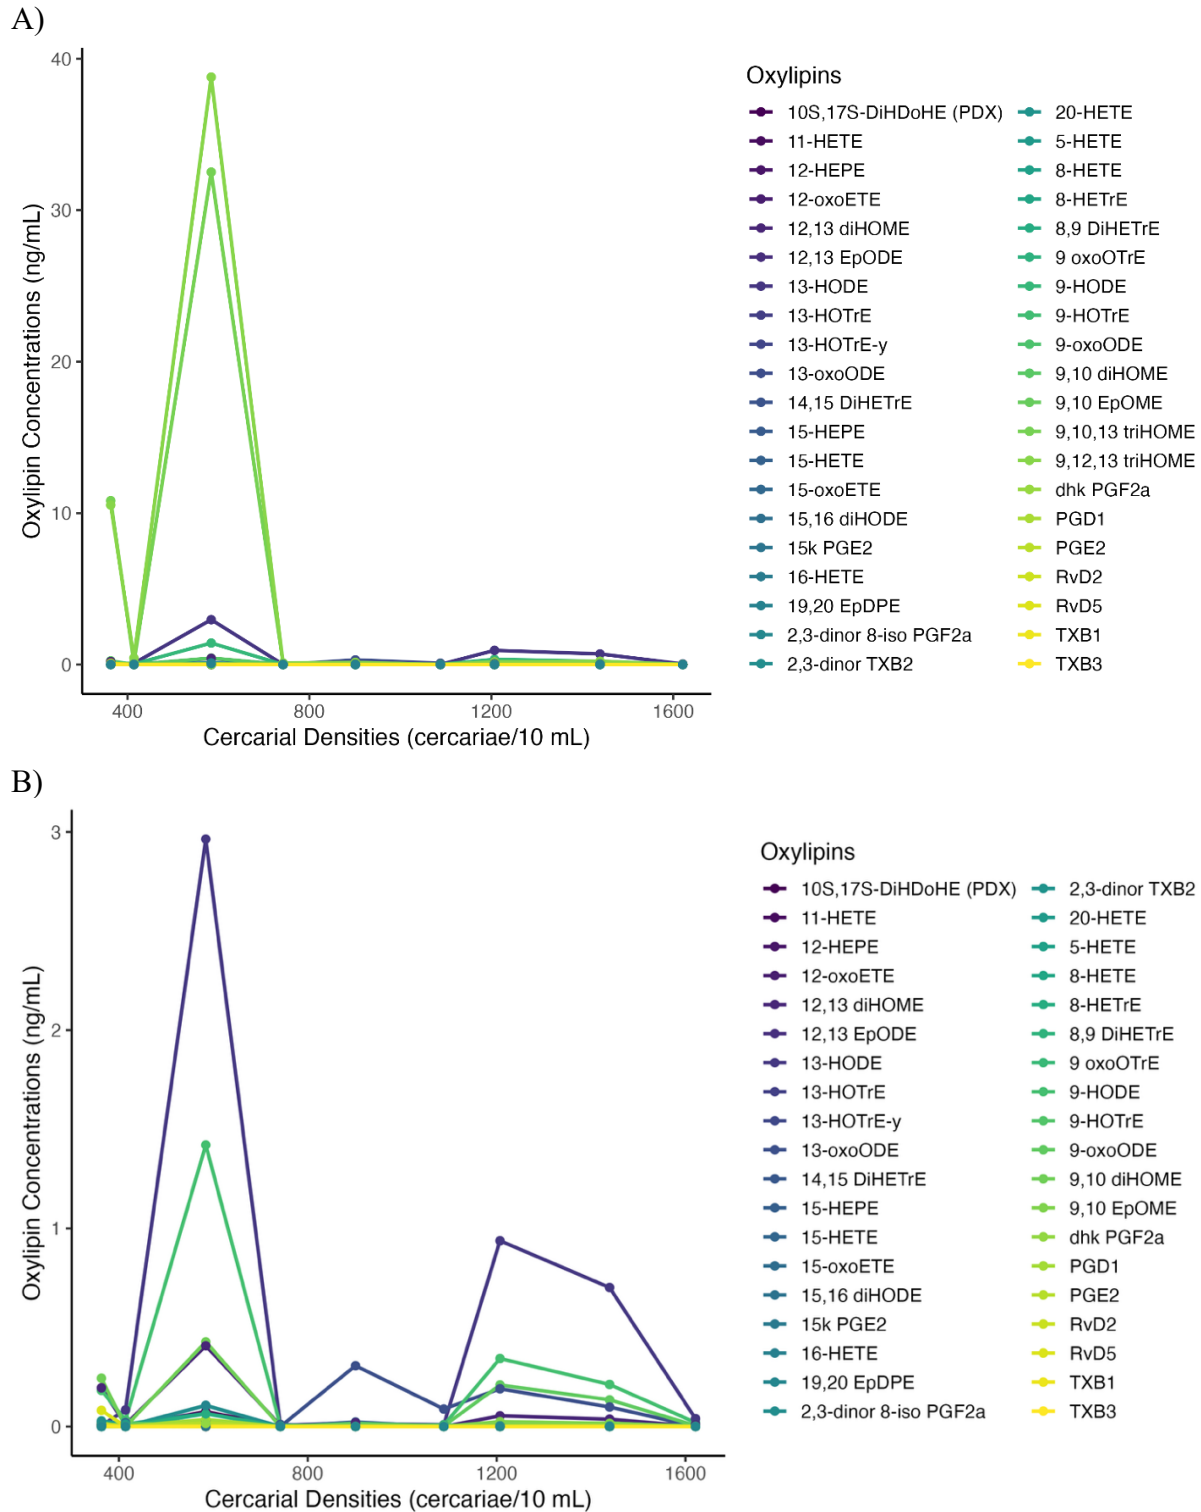 A)
40
30
20
10
0
Oxylipin Concentrations (ng/mL)
400 800 1200 1600
Cercarial Densities (cercariae/10 mL)
Oxylipins
10S,17S-DiHDoHE (PDX)
11-HETE
12-HEPE
12-oxoETE
12,13 diHOME
12,13 EpODE
13-HODE
13-HOTrE
13-HOTrE-y
13-oxoODE
14,15 DiHETrE
15-HEPE
15-HETE
15-oxoETE
15,16 diHODE
15k PGE2
16-HETE
19,20 EpDPE
2,3-dinor 8-iso PGF2a
2,3-dinor TXB2
20-HETE
5-HETE
8-HETE
8-HETrE
8,9 DiHETrE
9 oxoOTrE
9-HODE
9-HOTrE
9-oxoODE
9,10 diHOME
9,10 EpOME
9,10,13 triHOME
9,12,13 triHOME
dhk PGF2a
PGD1
PGE2
RvD2
RvD5
TXB1
TXB3
B)
3
2
1
0
Oxylipin Concentrations (ng/mL)
400 800 1200 1600
Cercarial Densities (cercariae/10 mL)
Oxylipins
10S,17S-DiHDoHE (PDX)
11-HETE
12-HEPE
12-oxoETE
12,13 diHOME
12,13 EpODE
13-HODE
13-HOTrE
13-HOTrE-y
13-oxoODE
14,15 DiHETrE
15-HEPE
15-HETE
15-oxoETE
15,16 diHODE
15k PGE2
16-HETE
19,20 EpDPE
2,3-dinor 8-iso PGF2a
2,3-dinor TXB2
20-HETE
5-HETE
8-HETE
8-HETrE
8,9 DiHETrE
9 oxoOTrE
9-HODE
9-HOTrE
9-oxoODE
9,10 diHOME
9,10 EpOME
dhk PGF2a
PGD1
PGE2
RvD2
RvD5
TXB1
TXB3